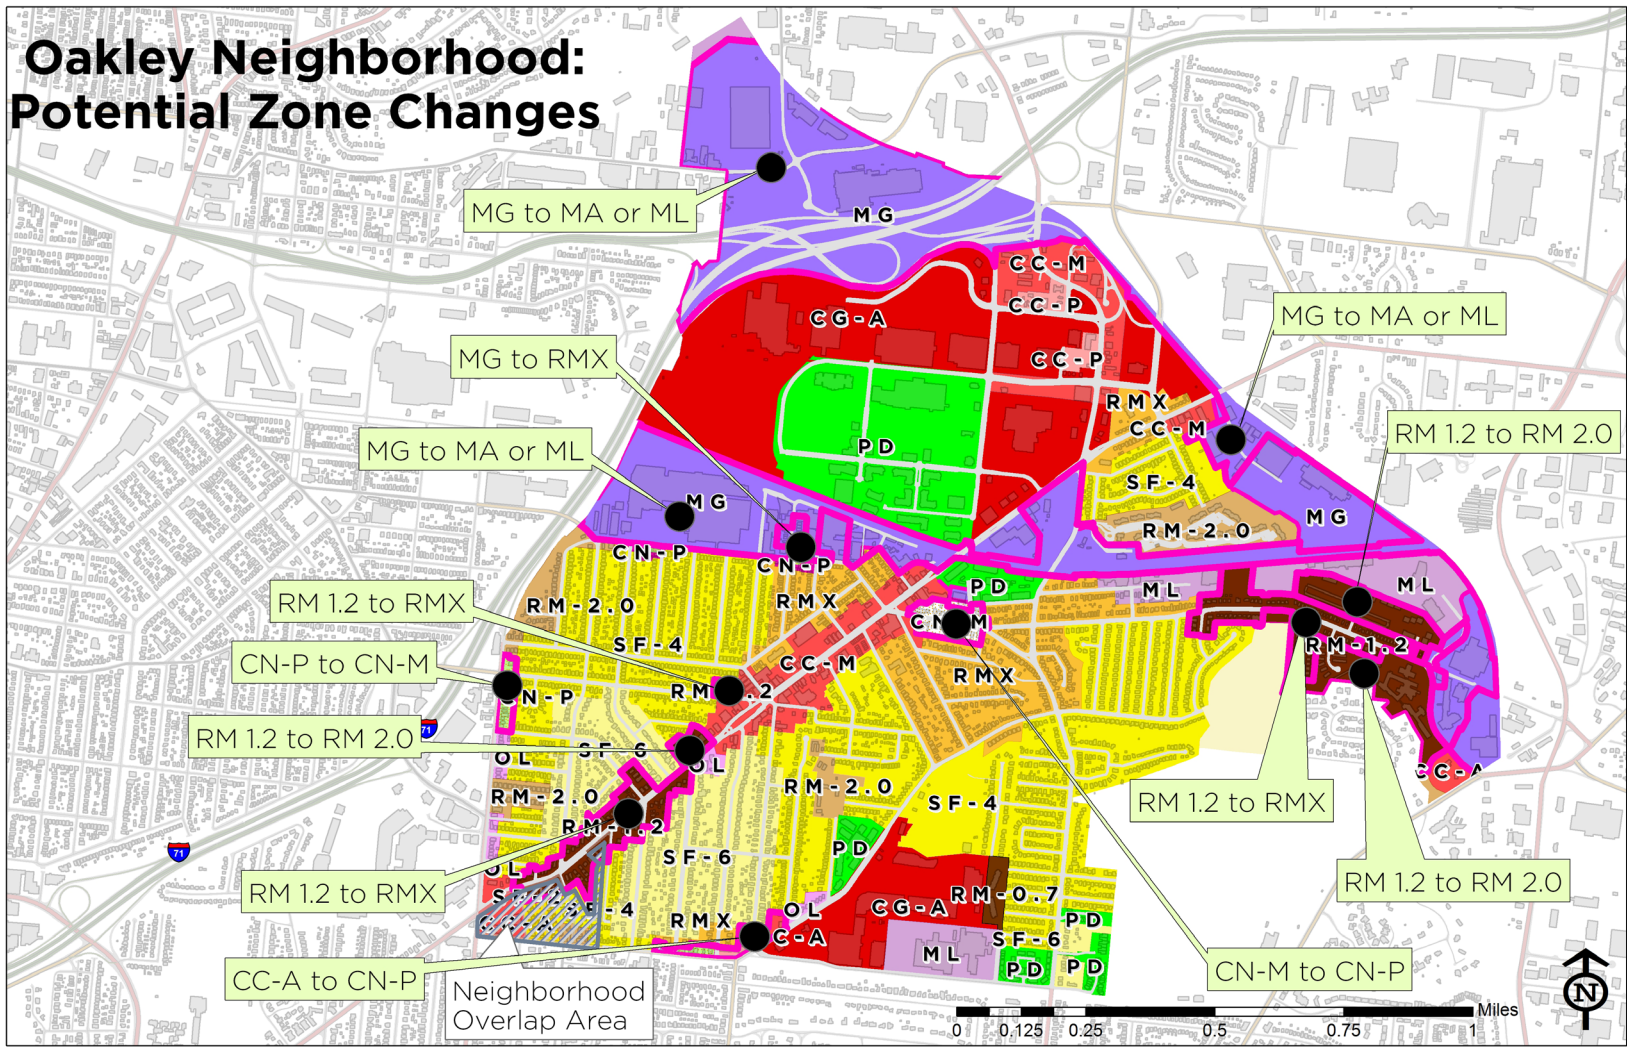 Oakley Neighborhood:
Potential Zone Changes
MG to MA or ML
MG
CC-M
CC-P
CG-A
MG to MA or ML
MG to RMX
CC-P
RMX
CC-M
RM 1.2 to RM 2.0
MG to MA or ML
PD
SF-4
MG
MG
RM-2.0
CN-P
CN-P
PD
ML
ML
RM 1.2 to RMX
RM-2.0
RMX
SF-4
RM-1.2
CN-P to CN-M
CC-M
RMX
RM 1.2 to RM 2.0
71
OL
SF-6
OL
CC-A
RM-2.0
RM-2.0
SF-4
RM 1.2 to RMX
RM-1.2
71
PD
SF-6
OL
RM 1.2 to RM 2.0
RM 1.2 to RMX
RM-0.7
CG-A
OL
RMX
PD
C-A
SF-6
ML
PD
PD
CC-A to CN-P
CN-M to CN-P
Neighborhood
Overlap Area
N
Miles
0 0.125 0.25 0.5 0.75 1